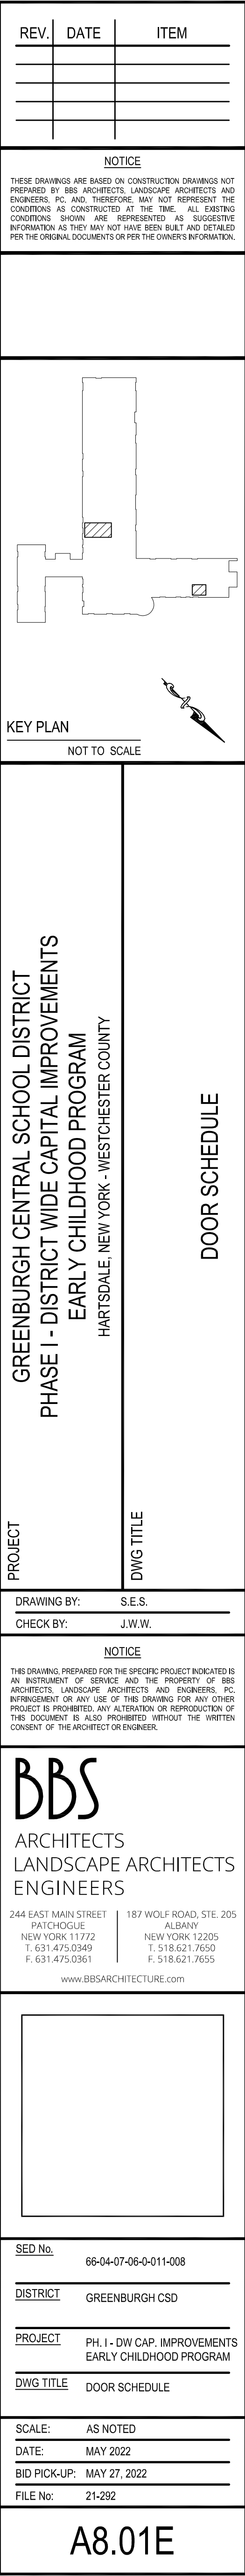 REV. DATE ITEM
NOTICE
THESE DRAWINGS ARE BASED ON CONSTRUCTION DRAWINGS NOT
PREPARED BY BBS ARCHITECTS, LANDSCAPE ARCHITECTS AND
ENGINEERS, PC, AND, THEREFORE, MAY NOT REPRESENT THE
CONDITIONS AS CONSTRUCTED AT THE TIME. ALL EXISTING
CONDITIONS SHOWN ARE REPRESENTED AS SUGGESTIVE
INFORMATION AS THEY MAY NOT HAVE BEEN BUILT AND DETAILED
PER THE ORIGINAL DOCUMENTS OR PER THE OWNER'S INFORMATION.
KEY PLAN
NOT TO SCALE
PROJECT
GREENBURGH CENTRAL SCHOOL DISTRICT
PHASE I - DISTRICT WIDE CAPITAL IMPROVEMENTS
EARLY CHILDHOOD PROGRAM
HARTSDALE, NEW YORK - WESTCHESTER COUNTY
DWG TITLE
DOOR SCHEDULE
DRAWING BY: S.E.S.
CHECK BY: J.W.W.
NOTICE
THIS DRAWING, PREPARED FOR THE SPECIFIC PROJECT INDICATED IS
AN INSTRUMENT OF SERVICE AND THE PROPERTY OF BBS
ARCHITECTS, LANDSCAPE ARCHITECTS AND ENGINEERS, PC.
INFRINGEMENT OR ANY USE OF THIS DRAWING FOR ANY OTHER
PROJECT IS PROHIBITED. ANY ALTERATION OR REPRODUCTION OF
THIS DOCUMENT IS ALSO PROHIBITED WITHOUT THE WRITTEN
CONSENT OF THE ARCHITECT OR ENGINEER.
BBS
ARCHITECTS
LANDSCAPE ARCHITECTS
ENGINEERS
244 EAST MAIN STREET
PATCHOGUE
NEW YORK 11772
T. 631.475.0349
F. 631.475.0361
187 WOLF ROAD, STE. 205
ALBANY
NEW YORK 12205
T. 518.621.7650
F. 518.621.7655
www.BBSARCHITECTURE.com
SED No.
66-04-07-06-0-011-008
DISTRICT GREENBURGH CSD
PROJECT PH. I - DW CAP. IMPROVEMENTS
EARLY CHILDHOOD PROGRAM
DWG TITLE DOOR SCHEDULE
SCALE: AS NOTED
DATE: MAY 2022
BID PICK-UP: MAY 27, 2022
FILE No: 21-292
A8.01E